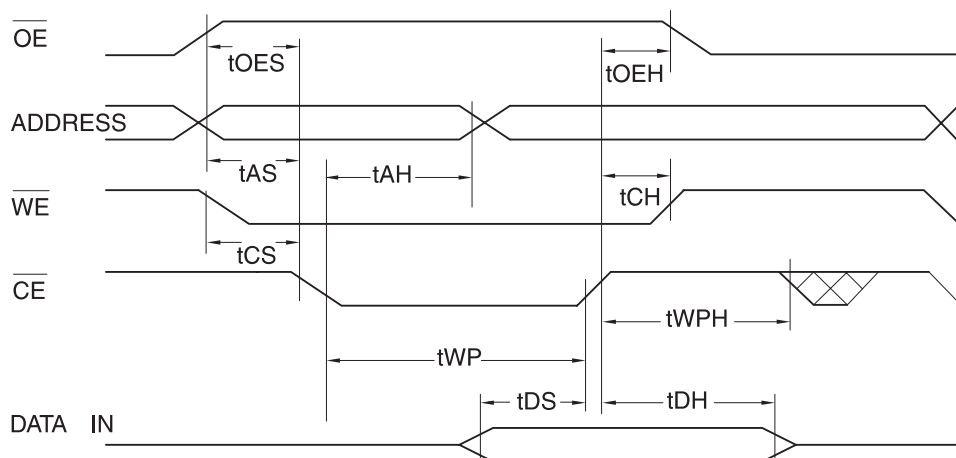 OE
tOES
tOEH
ADDRESS
tAS
tAH
WE
tCH
tCS
CE
tWPH
tWP
tDS
tDH
DATA IN